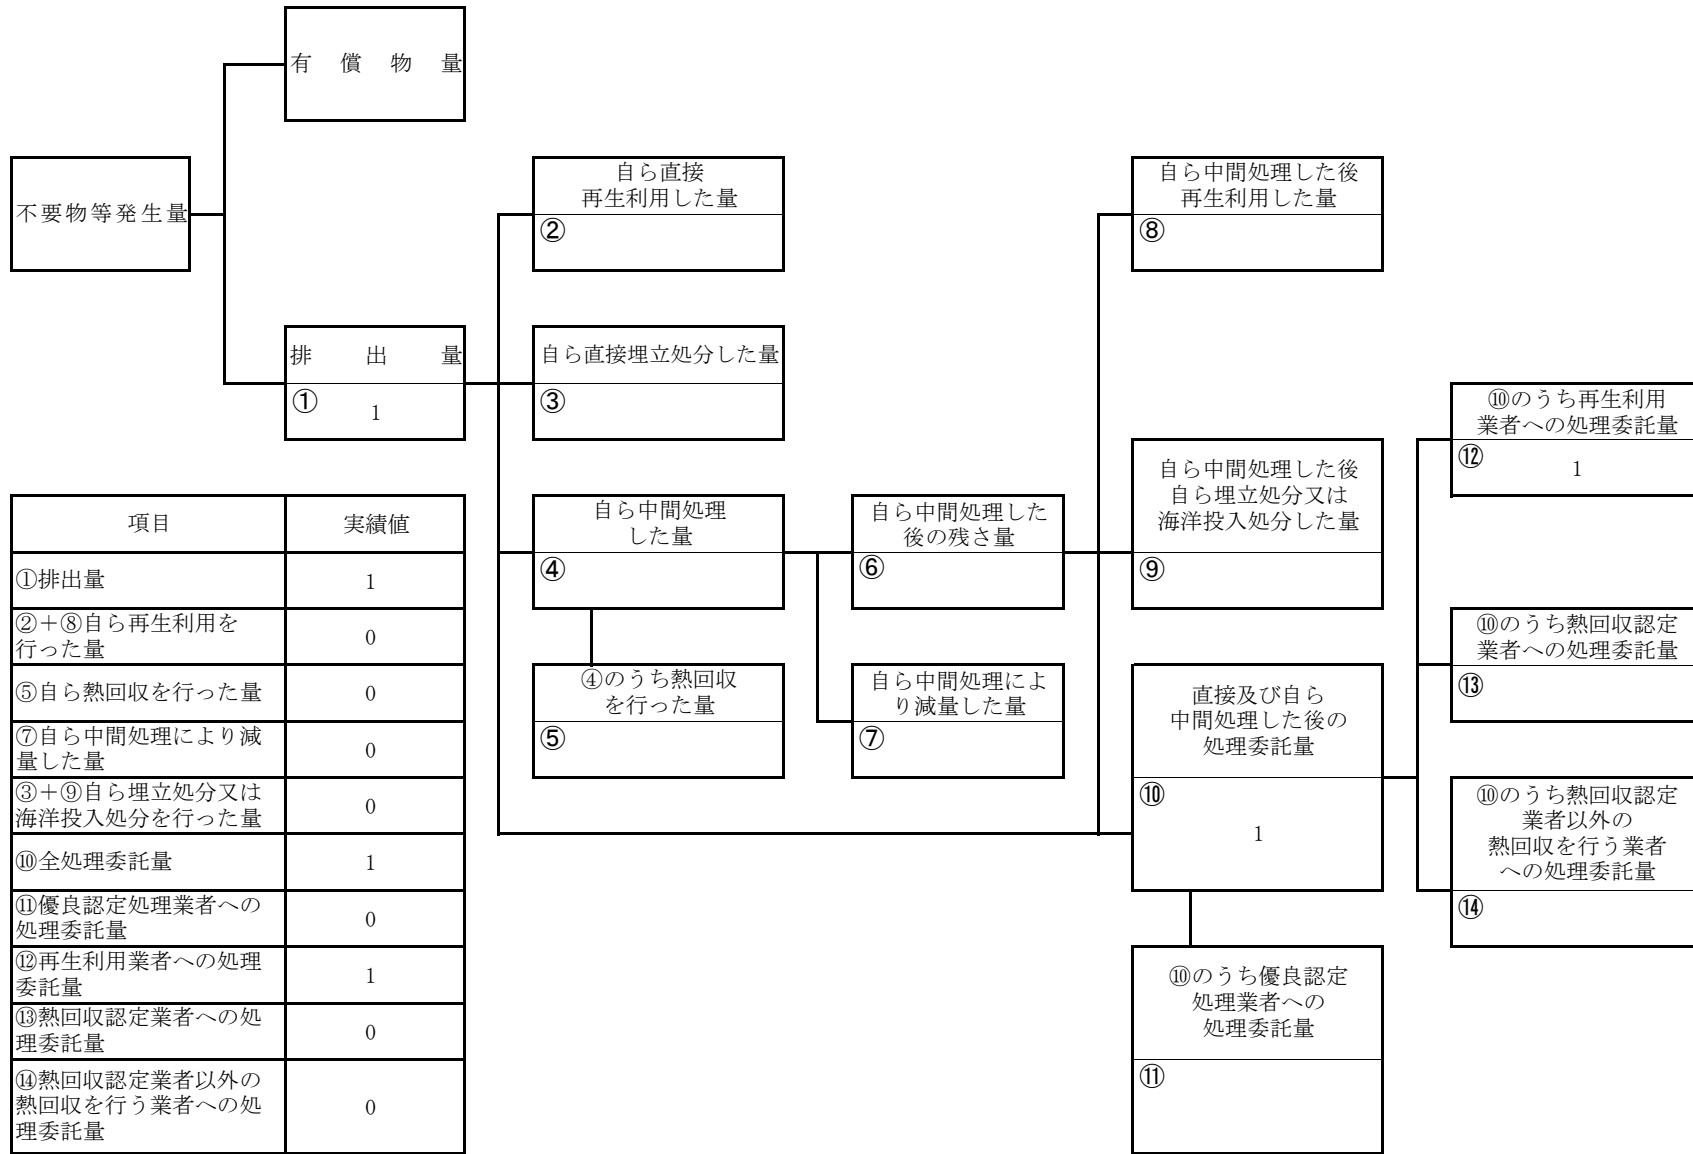 有償物量
不要物等発生量
排出量
① 1
自ら直接
再生利用した量
②
自ら直接埋立処分した量
③
自ら中間処理
した量
④
④のうち熱回収
を行った量
⑤
自ら中間処理した
後の残さ量
⑥
自ら中間処理によ
り減量した量
⑦
自ら中間処理した後
再生利用した量
⑧
自ら中間処理した後
自ら埋立処分又は
海洋投入処分した量
⑨
直接及び自ら
中間処理した後の
処理委託量
⑩
1
⑩のうち優良認定
処理業者への
処理委託量
⑪
⑩のうち再生利用
業者への処理委託量
⑫ 1
⑩のうち熱回収認定
業者への処理委託量
⑬
⑩のうち熱回収認定
業者以外の
熱回収を行う業者
への処理委託量
⑭
項目 実績値
①排出量 1
②＋⑧自ら再生利用を
行った量 0
⑤自ら熱回収を行った量 0
⑦自ら中間処理により減
量した量 0
③＋⑨自ら埋立処分又は
海洋投入処分を行った量 0
⑩全処理委託量 1
⑪優良認定処理業者への
処理委託量 0
⑫再生利用業者への処理
委託量 1
⑬熱回収認定業者への処
理委託量 0
⑭熱回収認定業者以外の
熱回収を行う業者への処 0
理委託量